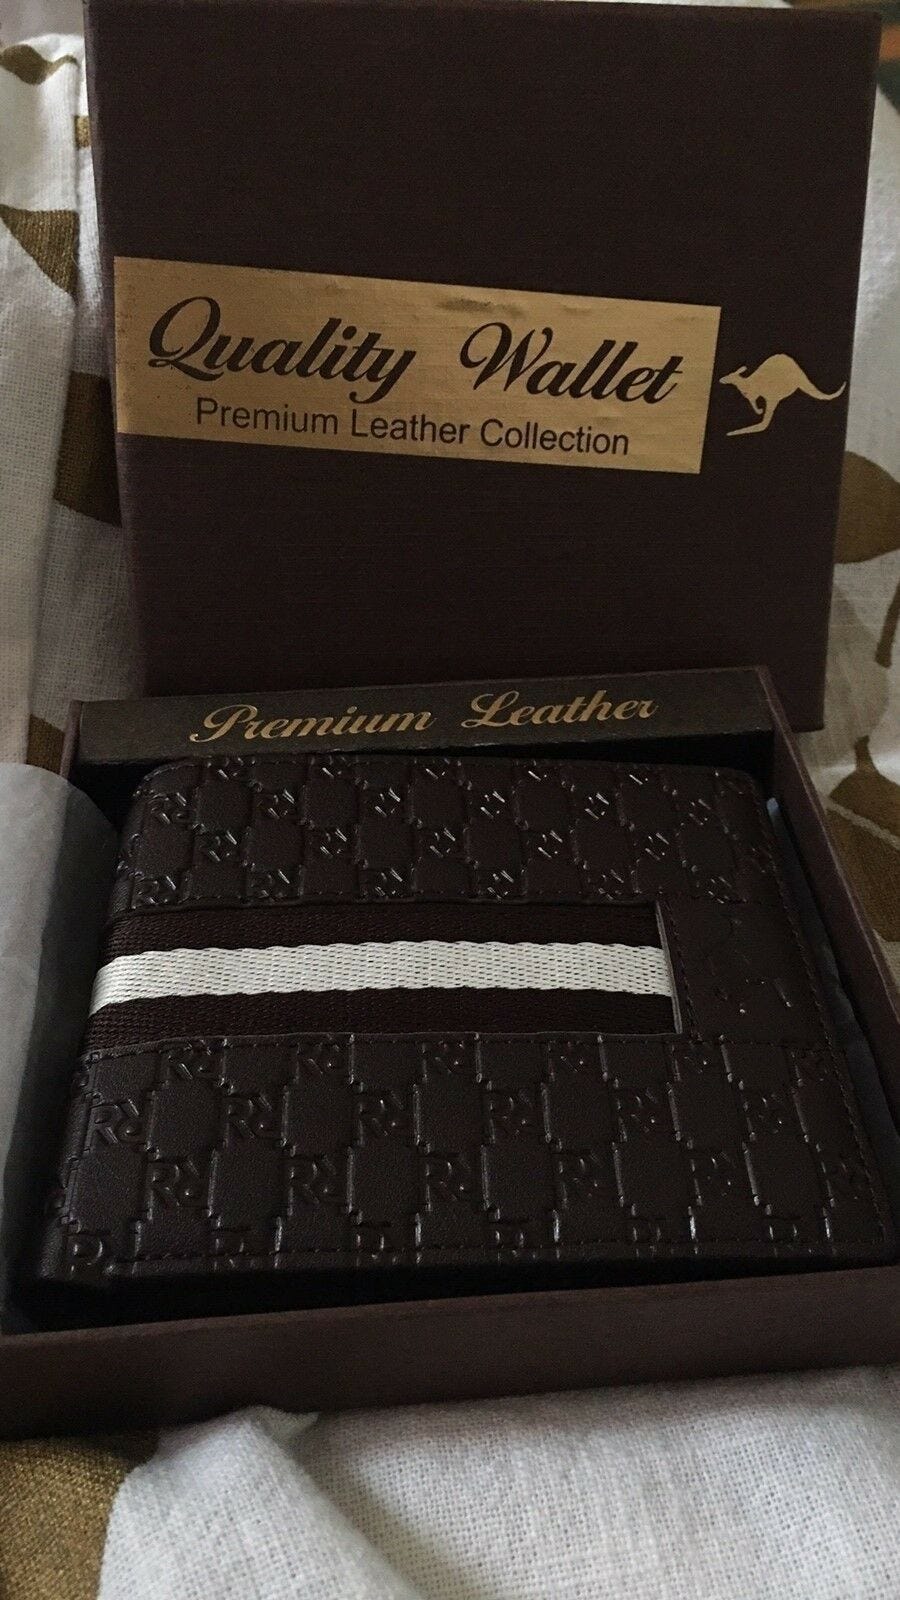 Quality Wallet
Premium Leather Collection
Premium Leather